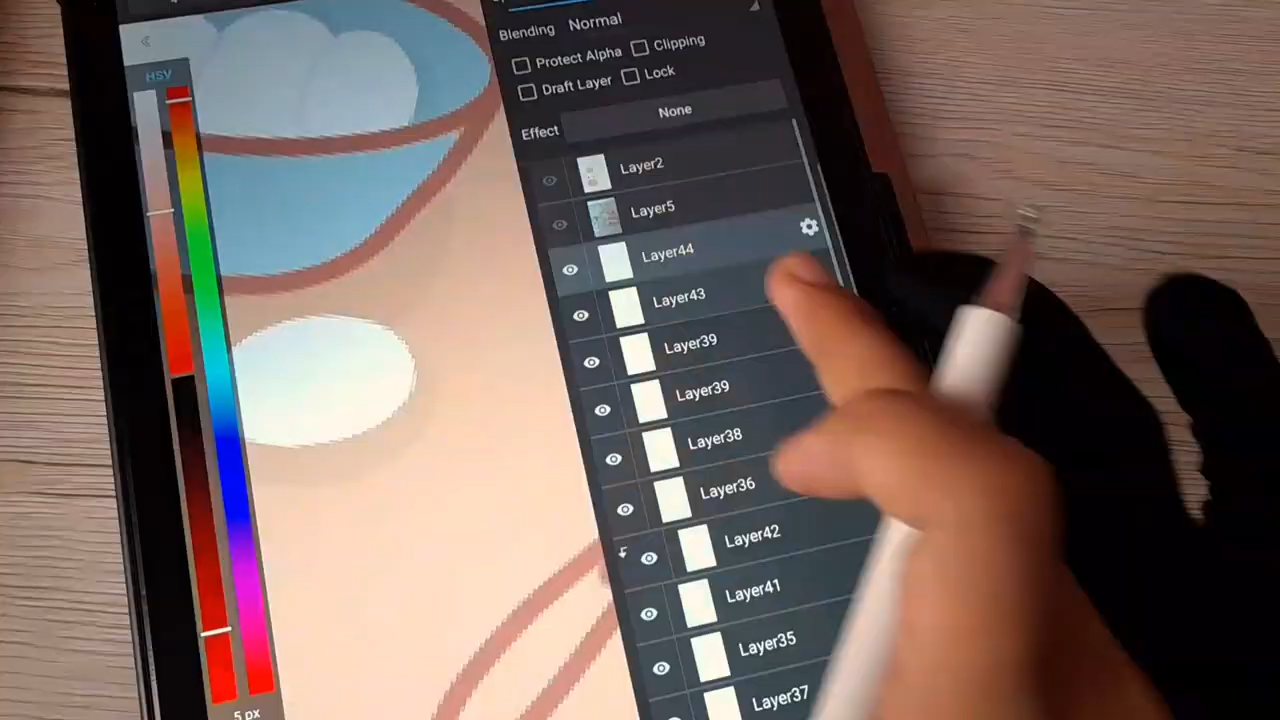 Blending Normal
Protect Alpha Clipping
Draft Layer Lock
Effect None
HSV
Layer2
Layer5
Layer44
Layer43
Layer39
Layer39
Layer38
Layer36
Layer42
Layer41
Layer35
Layer37
5 px